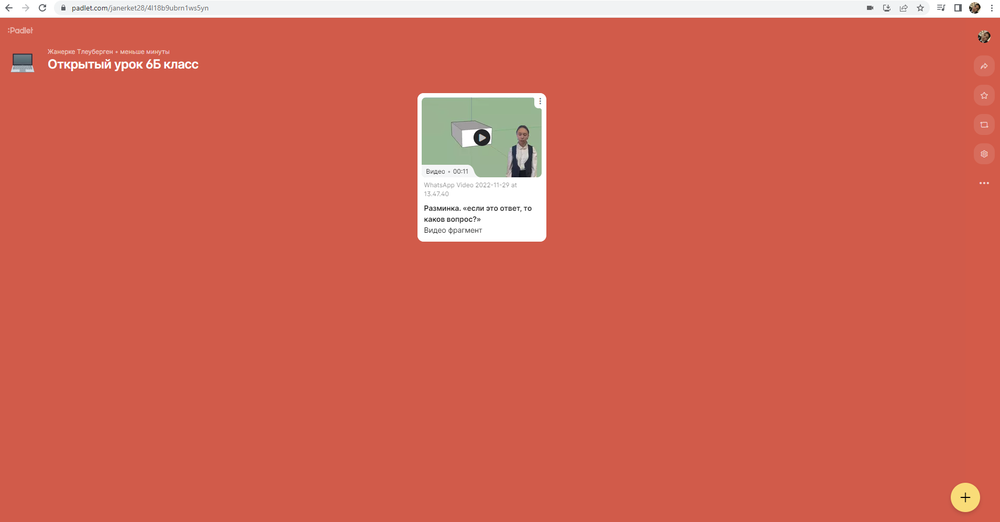 padlet.com/janerket28/4l18b9ubrn1ws5yn
:Padlet
Жанерке Тлеуберген • меньше минуты
Открытый урок 6Б класс
Видео • 00:11
WhatsApp Video 2022-11-29 at
13.47.40
Разминка. «если это ответ, то
каков вопрос?»
Видео фрагмент